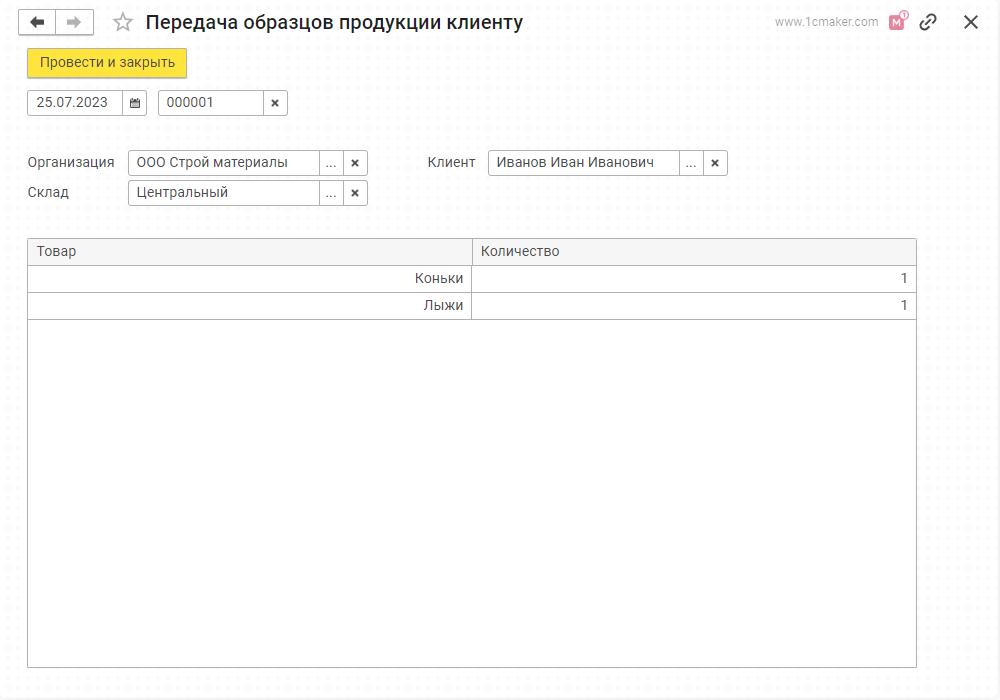 Передача образцов продукции клиенту www.1cmaker.com M 1
Провести и закрыть
25.07.2023 000001
Организация ООО Строй материалы ... Клиент Иванов Иван Иванович ...
Склад Центральный ...
Товар Количество
Коньки 1
Лыжи 1